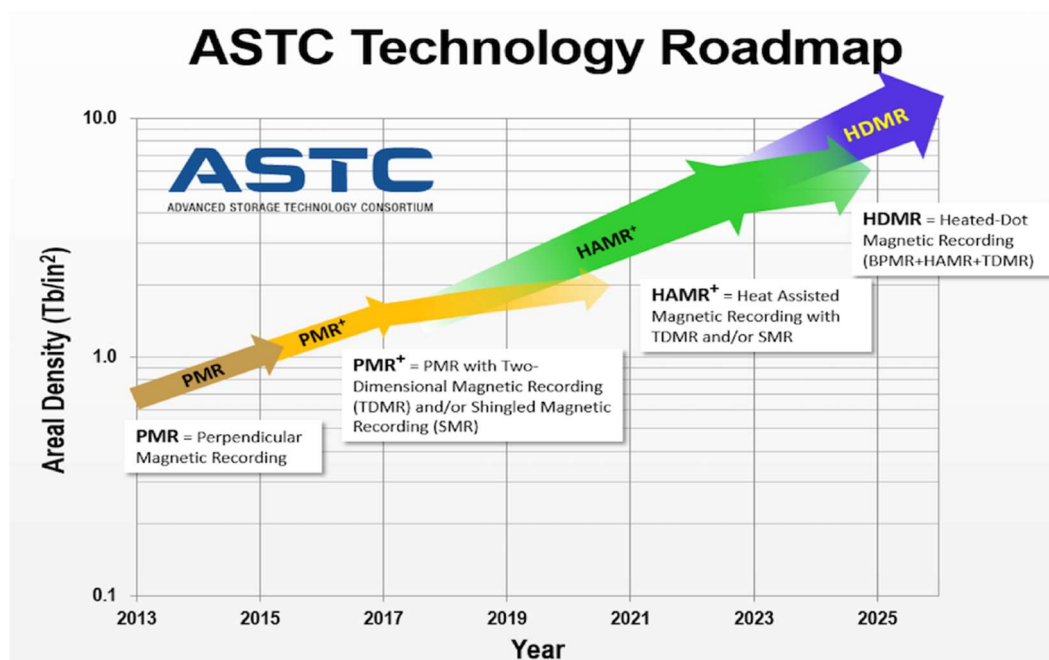 ASTC Technology Roadmap
10.0
1.0
0.1
Areal Density (Tb/in²)
ASTC
ADVANCED STORAGE TECHNOLOGY CONSORTIUM
PMR
PMR⁺
HAMR⁺
HDMR
PMR = Perpendicular
Magnetic Recording
PMR⁺ = PMR with Two-
Dimensional Magnetic Recording
(TDMR) and/or Shingled Magnetic
Recording (SMR)
HAMR⁺ = Heat Assisted
Magnetic Recording with
TDMR and/or SMR
HDMR = Heated-Dot
Magnetic Recording
(BPMR+HAMR+TDMR)
2013 2015 2017 2019 2021 2023 2025
Year